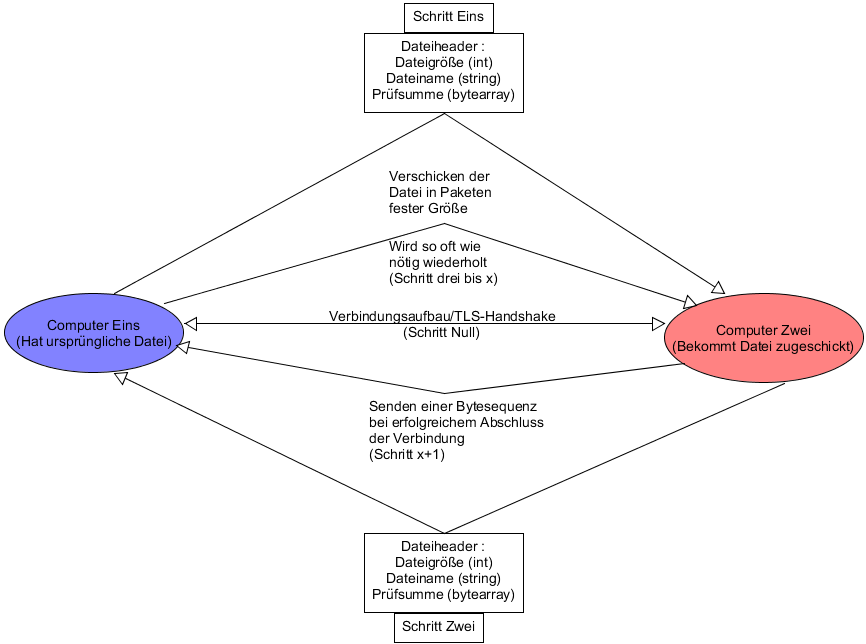 Schritt Eins
Dateiheader :
Dateigröße (int)
Dateiname (string)
Prüfsumme (bytearray)
Verschicken der
Datei in Paketen
fester Größe
Wird so oft wie
nötig wiederholt
(Schritt drei bis x)
Computer Eins
(Hat ursprüngliche Datei)
Verbindungsaufbau/TLS-Handshake
(Schritt Null)
Computer Zwei
(Bekommt Datei zugeschickt)
Senden einer Bytesequenz
bei erfolgreichem Abschluss
der Verbindung
(Schritt x+1)
Dateiheader :
Dateigröße (int)
Dateiname (string)
Prüfsumme (bytearray)
Schritt Zwei